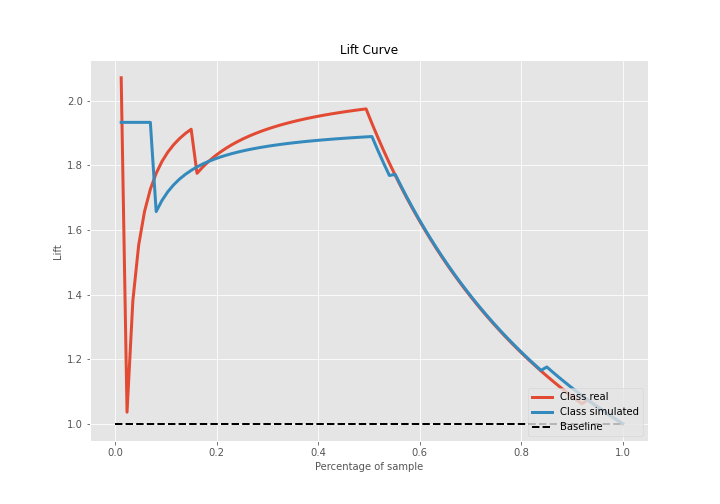 Lift Curve
2.0
1.8
1.6
1.4
1.2
1.0
Lift
0.0 0.2 0.4 0.6 0.8 1.0
Percentage of sample
Class real
Class simulated
Baseline